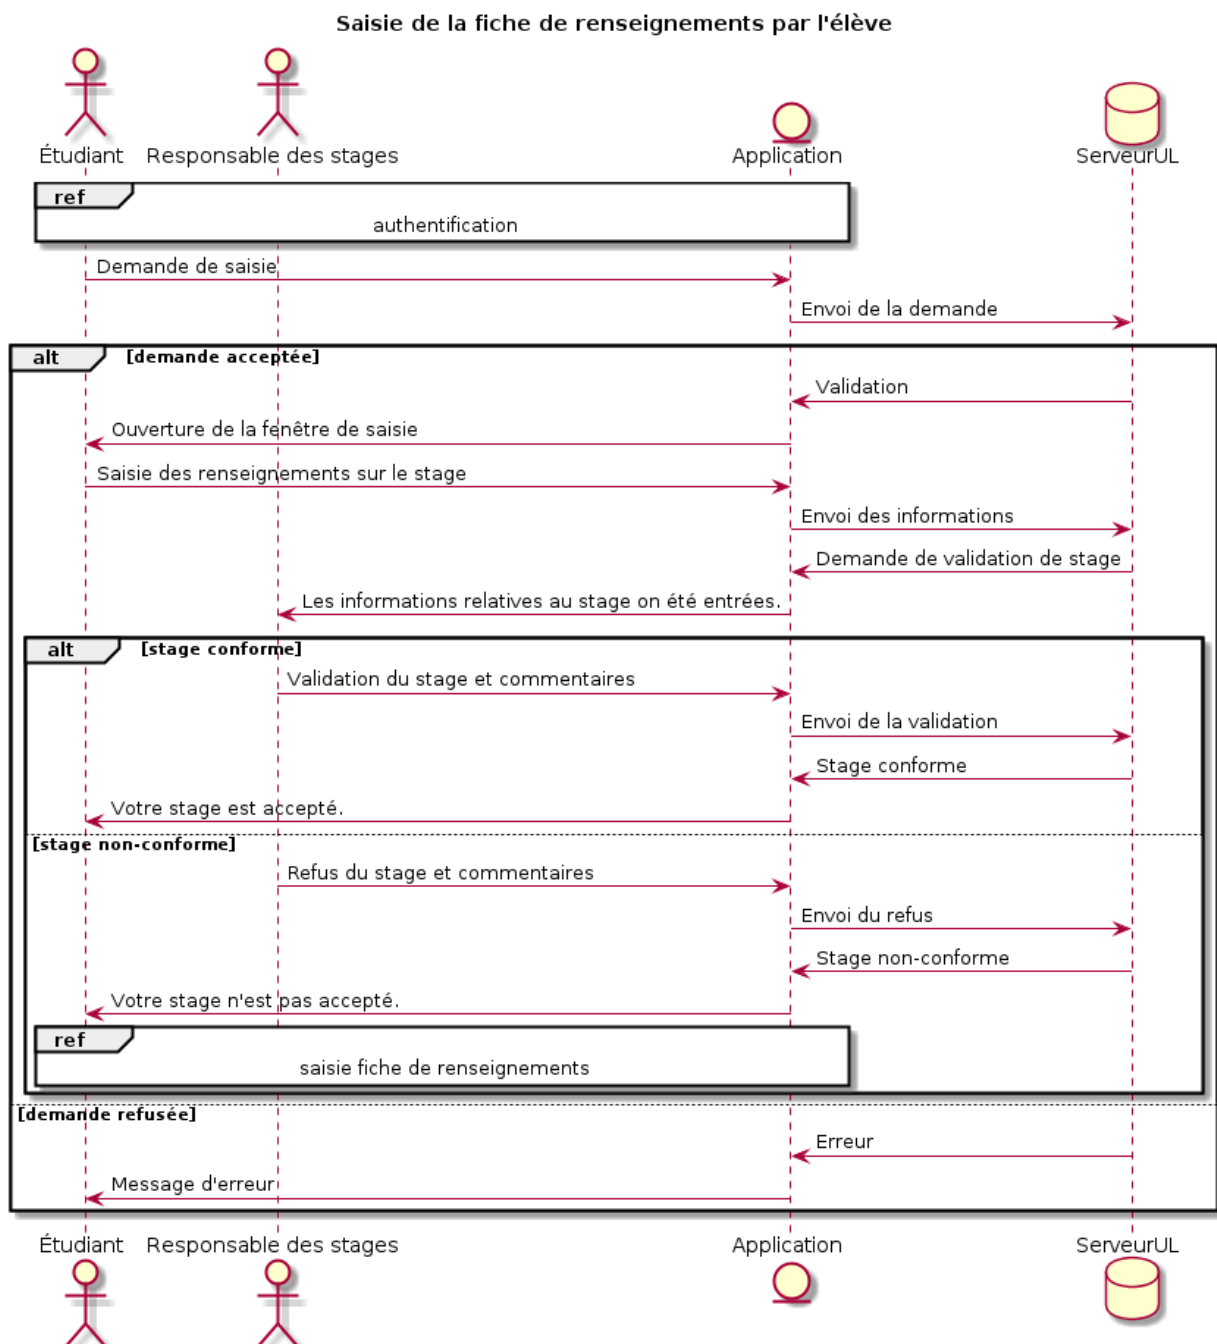 Saisie de la fiche de renseignements par l'élève
Étudiant Responsable des stages Application ServeurUL
ref
authentification
Demande de saisie
Envoi de la demande
alt [demande acceptée]
Validation
Ouverture de la fenêtre de saisie
Saisie des renseignements sur le stage
Envoi des informations
Demande de validation de stage
Les informations relatives au stage on été entrées.
alt [stage conforme]
Validation du stage et commentaires
Envoi de la validation
Stage conforme
Votre stage est accepté.
[stage non-conforme]
Refus du stage et commentaires
Envoi du refus
Stage non-conforme
Votre stage n'est pas accepté.
ref
saisie fiche de renseignements
[demande refusée]
Erreur
Message d'erreur
Étudiant Responsable des stages Application ServeurUL